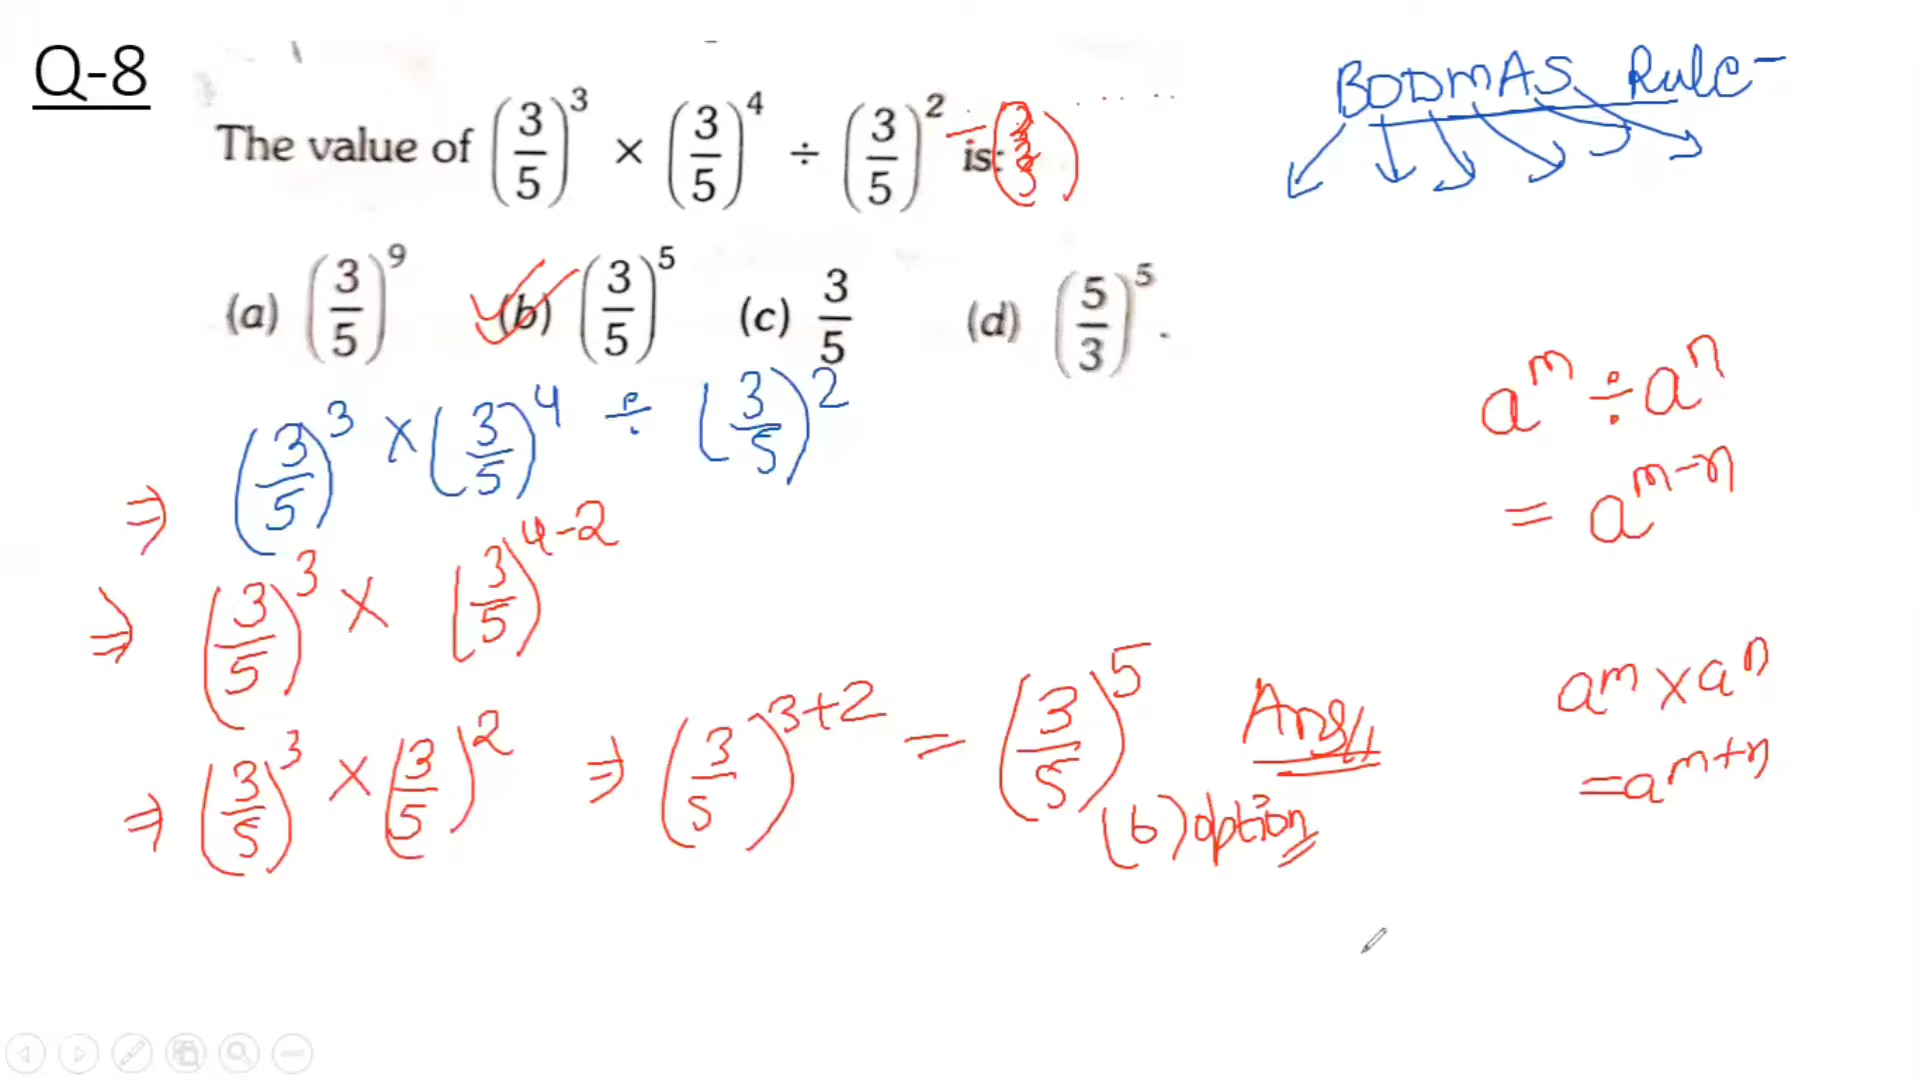 Q-8
The value of (3/5)^3 × (3/5)^4 ÷ (3/5)^2 is:
BODMAS Rule -
(a) (3/5)^9 (b) (3/5)^5 (c) 3/5 (d) (5/3)^5.
⇒ (3/5)^3 × (3/5)^4 ÷ (3/5)^2
a^m ÷ a^n
= a^(m-n)
⇒ (3/5)^3 × (3/5)^(4-2)
⇒ (3/5)^3 × (3/5)^2 ⇒ (3/5)^(3+2) = (3/5)^5 Ans
(b) option
a^m × a^n
= a^(m+n)